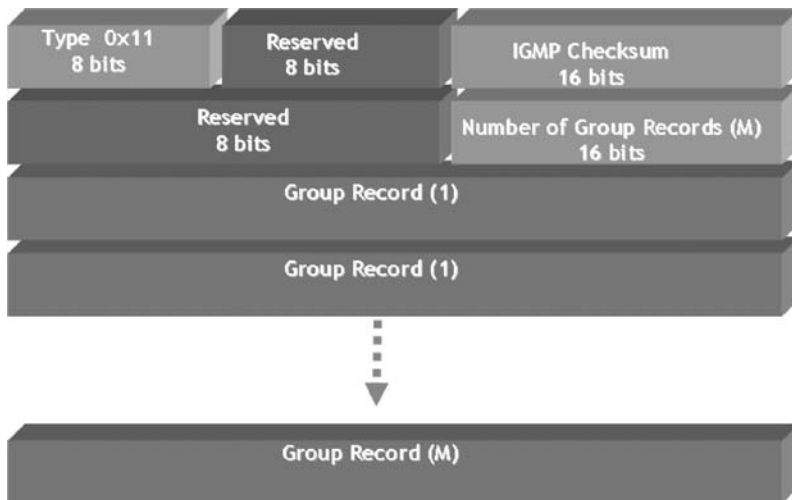 Type 0x11
8 bits
Reserved
8 bits
IGMP Checksum
16 bits
Reserved
8 bits
Number of Group Records (M)
16 bits
Group Record (1)
Group Record (1)
Group Record (M)